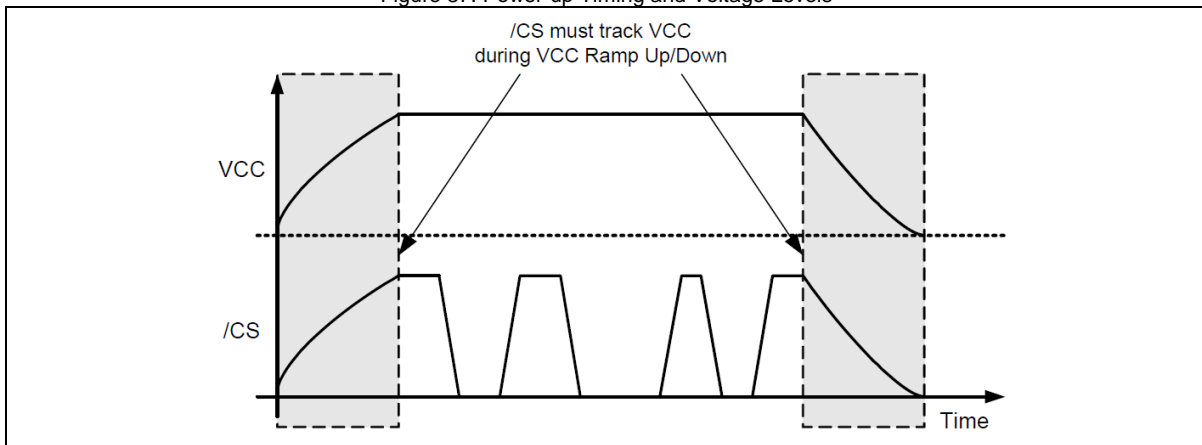 /CS must track VCC
during VCC Ramp Up/Down
VCC
/CS
Time